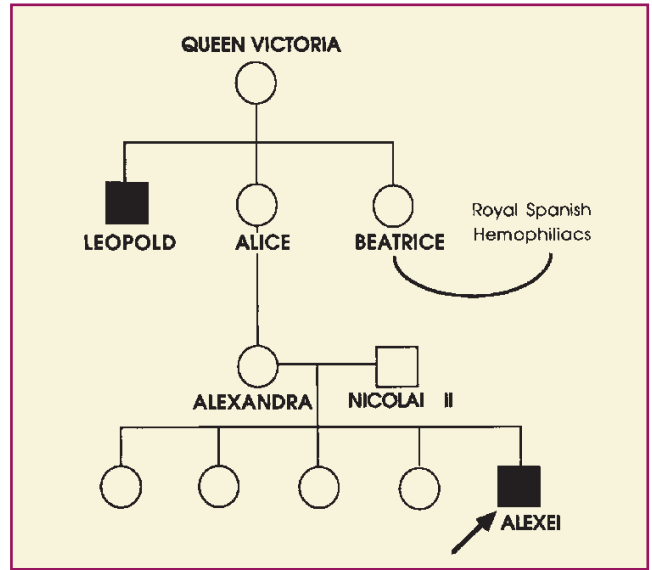 QUEEN VICTORIA
LEOPOLD
ALICE
BEATRICE
Royal Spanish
Hemophiliacs
ALEXANDRA
NICOLAI II
ALEXEI